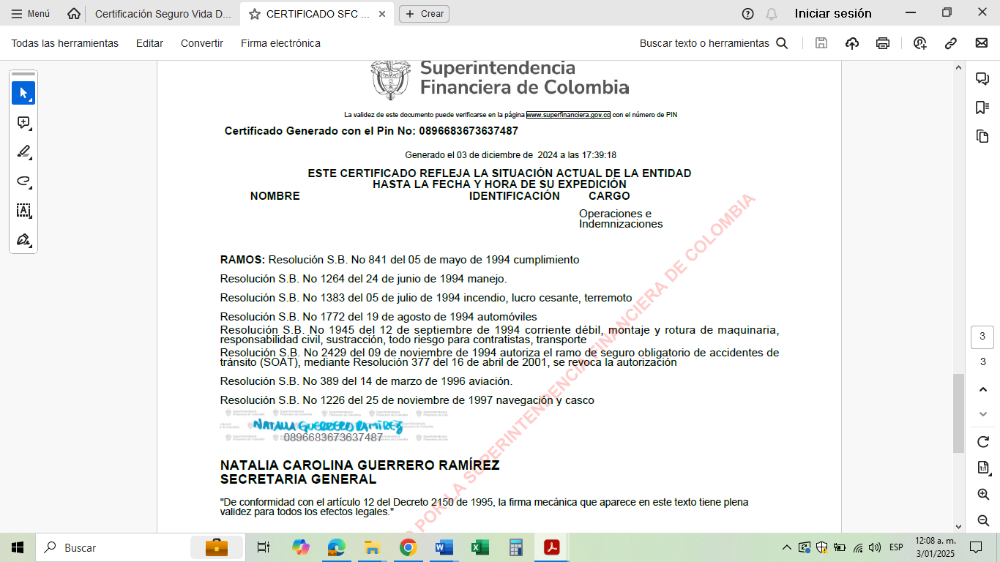 Menú
Certificación Seguro Vida D...
CERTIFICADO SFC ...
Crear
Iniciar sesión
Todas las herramientas
Editar
Convertir
Firma electrónica
Buscar texto o herramientas
Superintendencia
Financiera de Colombia
La validez de este documento puede verificarse en la página www.superfinanciera.gov.co con el número de PIN
Certificado Generado con el Pin No: 0896683673637487
Generado el 03 de diciembre de 2024 a las 17:39:18
ESTE CERTIFICADO REFLEJA LA SITUACIÓN ACTUAL DE LA ENTIDAD
HASTA LA FECHA Y HORA DE SU EXPEDICIÓN
NOMBRE IDENTIFICACIÓN CARGO
Operaciones e
Indemnizaciones
RAMOS: Resolución S.B. No 841 del 05 de mayo de 1994 cumplimiento
Resolución S.B. No 1264 del 24 de junio de 1994 manejo.
Resolución S.B. No 1383 del 05 de julio de 1994 incendio, lucro cesante, terremoto
Resolución S.B. No 1772 del 19 de agosto de 1994 automóviles
Resolución S.B. No 1945 del 12 de septiembre de 1994 corriente débil, montaje y rotura de maquinaria,
responsabilidad civil, sustracción, todo riesgo para contratistas, transporte
Resolución S.B. No 2429 del 09 de noviembre de 1994 autoriza el ramo de seguro obligatorio de accidentes de
tránsito (SOAT), mediante Resolución 377 del 16 de abril de 2001, se revoca la autorización
Resolución S.B. No 389 del 14 de marzo de 1996 aviación.
Resolución S.B. No 1226 del 25 de noviembre de 1997 navegación y casco
NATALIA GUERRERO RAMÍREZ
0896683673637487
NATALIA CAROLINA GUERRERO RAMÍREZ
SECRETARIA GENERAL
"De conformidad con el artículo 12 del Decreto 2150 de 1995, la firma mecánica que aparece en este texto tiene plena
validez para todos los efectos legales."
POR LA SUPERINTENDENCIA FINANCIERA DE COLOMBIA
3
3
1:1
Buscar
ESP
12:08 a. m.
3/01/2025